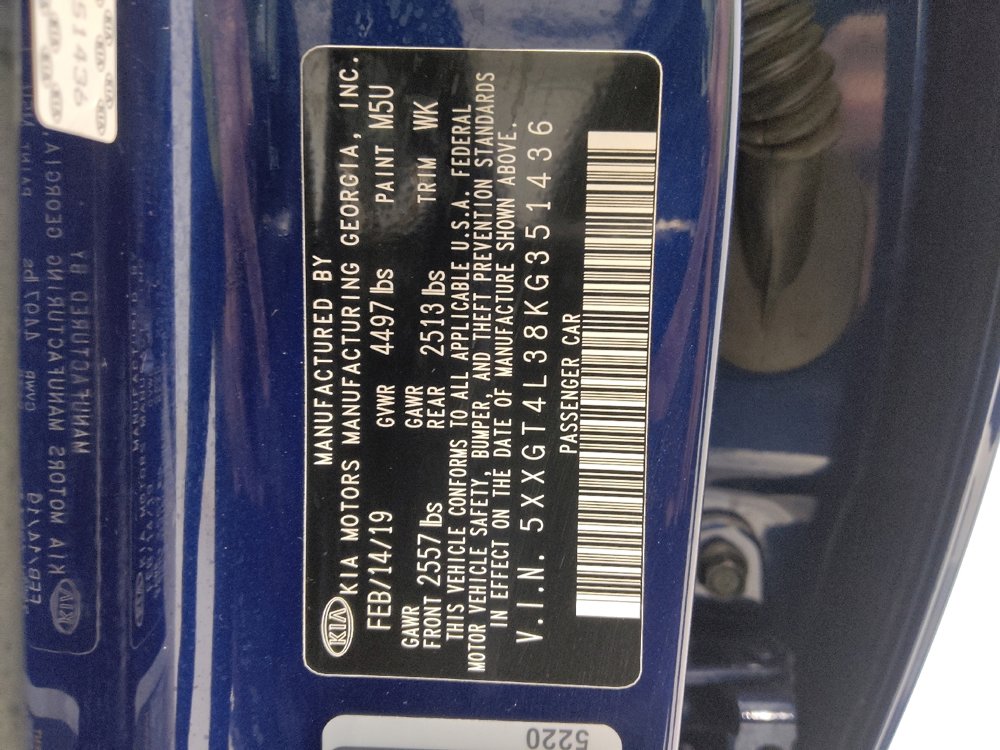 MANUFACTURED BY
KIA KIA MOTORS MANUFACTURING GEORGIA, INC.
FEB/14/19 GVWR 4497 lbs PAINT M5U
GAWR FRONT 2557 lbs GAWR REAR 2513 lbs TRIM WK
THIS VEHICLE CONFORMS TO ALL APPLICABLE U.S.A. FEDERAL
MOTOR VEHICLE SAFETY, BUMPER, AND THEFT PREVENTION STANDARDS
IN EFFECT ON THE DATE OF MANUFACTURE SHOWN ABOVE.
V.I.N. 5XXGT4L38KG351436
PASSENGER CAR
5220
51436